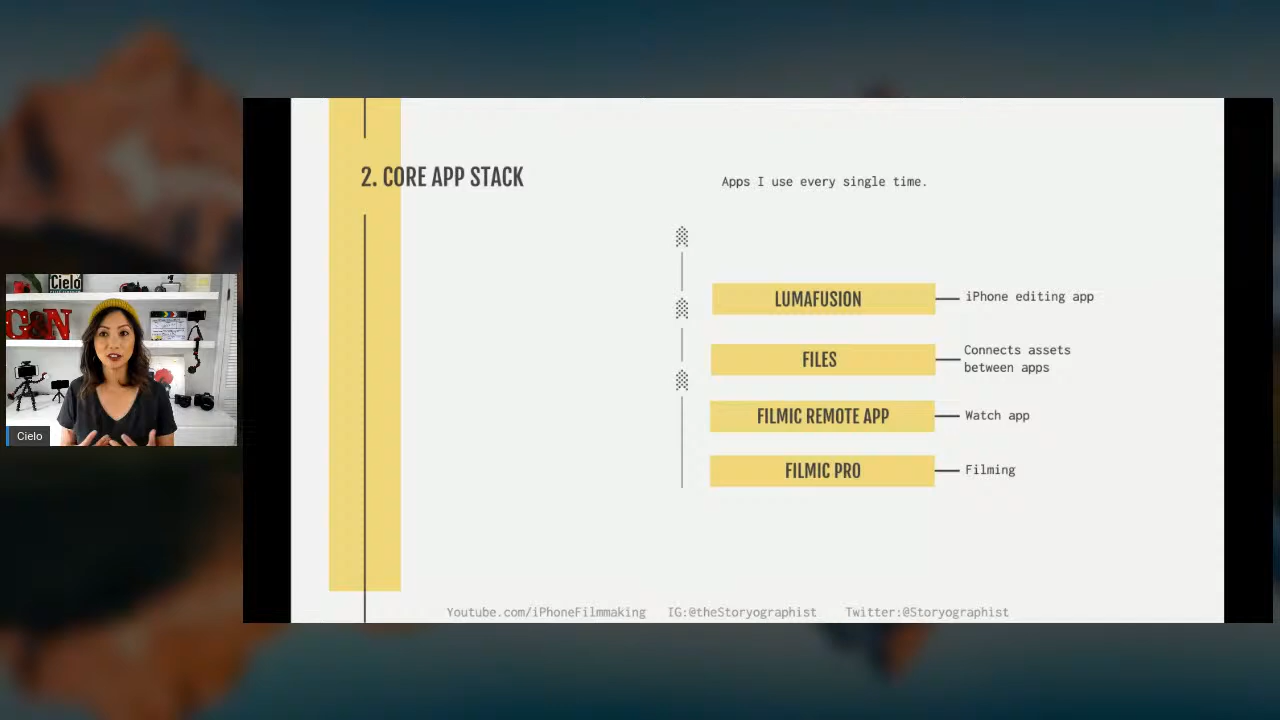 2. CORE APP STACK
Apps I use every single time.
LUMAFUSION
iPhone editing app
FILES
Connects assets
between apps
FILMIC REMOTE APP
Watch app
FILMIC PRO
Filming
Youtube.com/iPhoneFilmmaking IG:@theStoryographist Twitter:@Storyographist
Cielo
G&N
Cielo